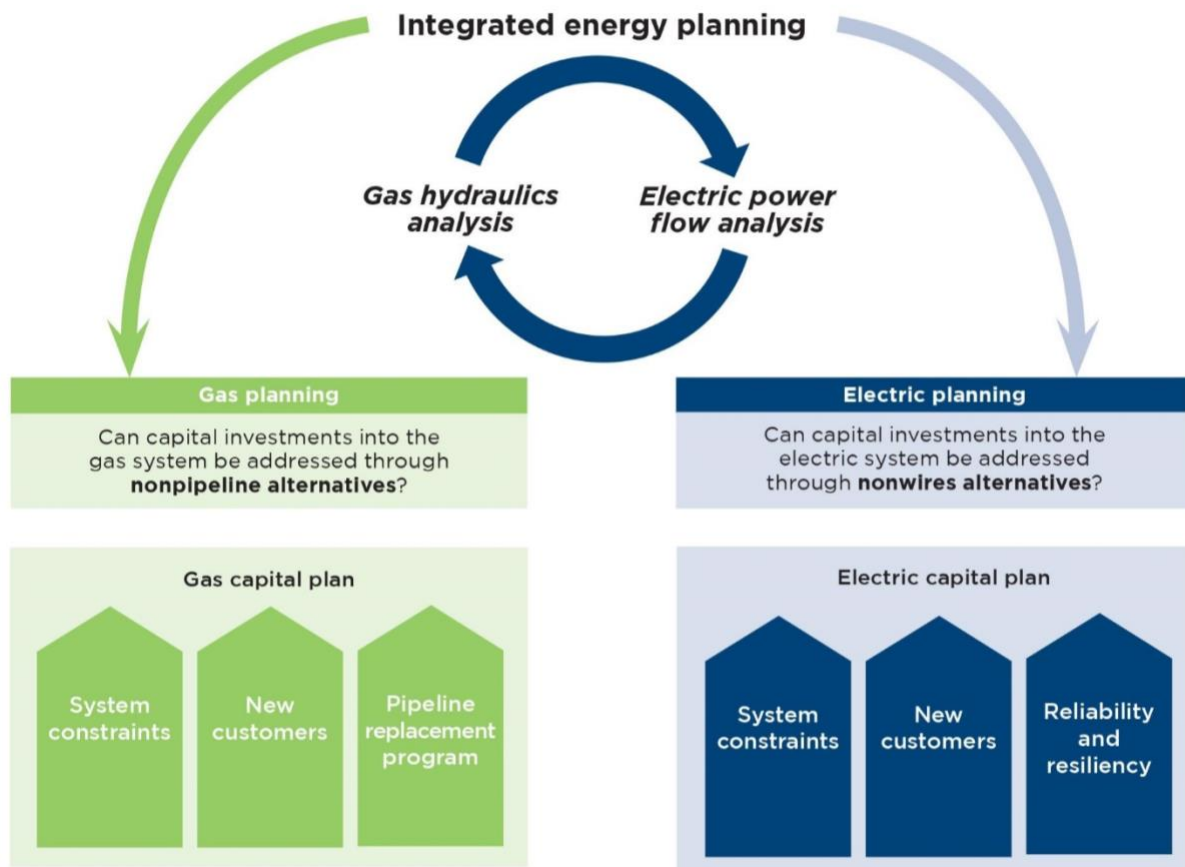 Integrated energy planning
Gas hydraulics
analysis
Electric power
flow analysis
Gas planning
Can capital investments into the
gas system be addressed through
nonpipeline alternatives?
Electric planning
Can capital investments into the
electric system be addressed
through nonwires alternatives?
Gas capital plan
System
constraints
New
customers
Pipeline
replacement
program
Electric capital plan
System
constraints
New
customers
Reliability
and
resiliency